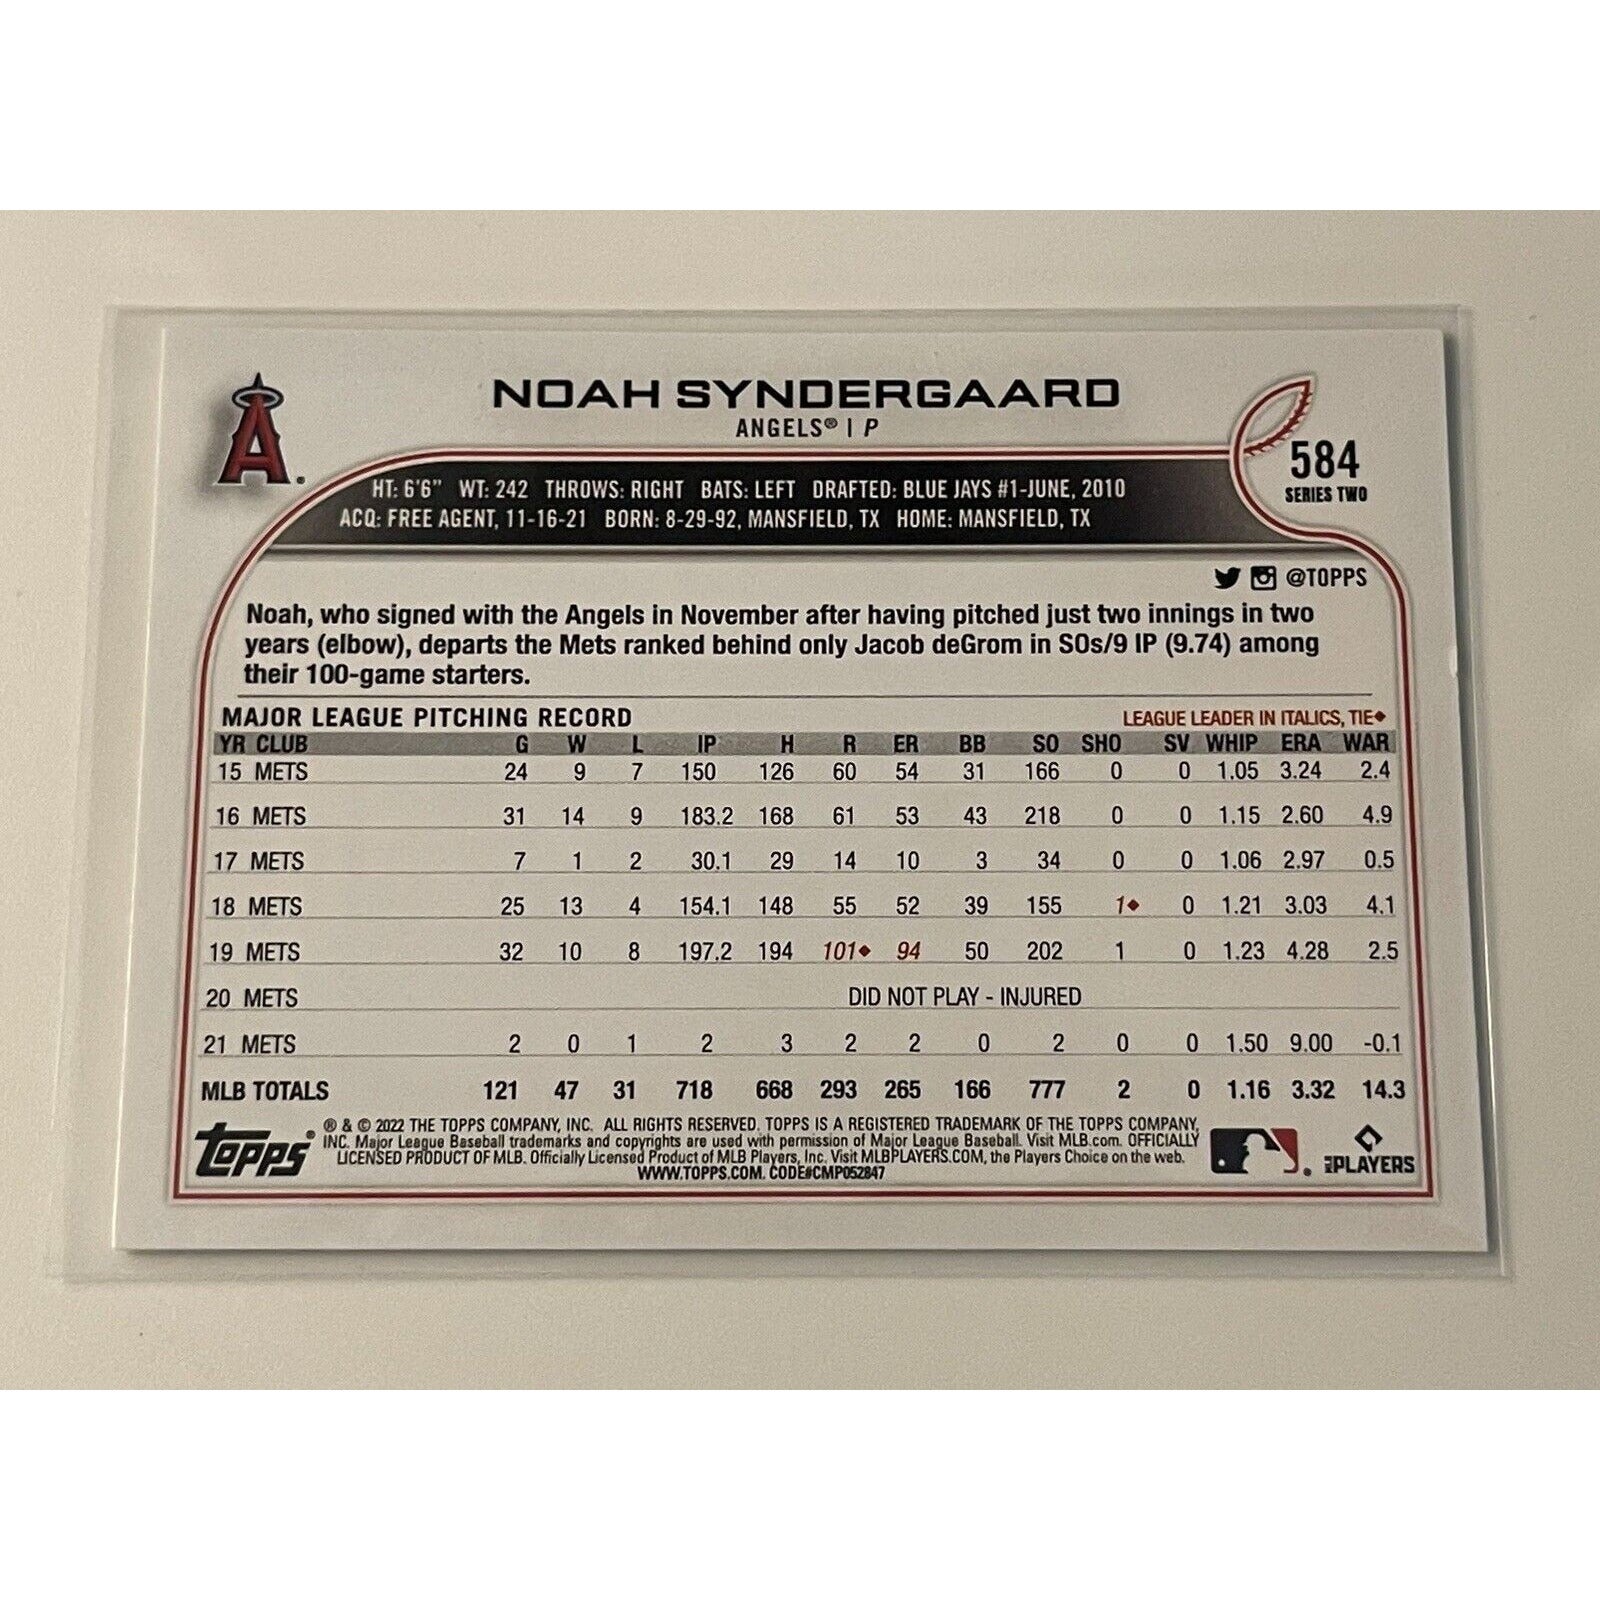 A
NOAH SYNDERGAARD
ANGELS® | P
584
SERIES TWO
HT: 6'6" WT: 242 THROWS: RIGHT BATS: LEFT DRAFTED: BLUE JAYS #1-JUNE, 2010
ACQ: FREE AGENT, 11-16-21 BORN: 8-29-92, MANSFIELD, TX HOME: MANSFIELD, TX
@TOPPS
Noah, who signed with the Angels in November after having pitched just two innings in two
years (elbow), departs the Mets ranked behind only Jacob deGrom in SOs/9 IP (9.74) among
their 100-game starters.
MAJOR LEAGUE PITCHING RECORD LEAGUE LEADER IN ITALICS, TIE◆
YR CLUB G W L IP H R ER BB SO SHO SV WHIP ERA WAR
15 METS 24 9 7 150 126 60 54 31 166 0 0 1.05 3.24 2.4
16 METS 31 14 9 183.2 168 61 53 43 218 0 0 1.15 2.60 4.9
17 METS 7 1 2 30.1 29 14 10 3 34 0 0 1.06 2.97 0.5
18 METS 25 13 4 154.1 148 55 52 39 155 1◆ 0 1.21 3.03 4.1
19 METS 32 10 8 197.2 194 101◆ 94 50 202 1 0 1.23 4.28 2.5
20 METS DID NOT PLAY - INJURED
21 METS 2 0 1 2 3 2 2 0 2 0 0 1.50 9.00 -0.1
MLB TOTALS 121 47 31 718 668 293 265 166 777 2 0 1.16 3.32 14.3
topps®
® & © 2022 THE TOPPS COMPANY, INC. ALL RIGHTS RESERVED. TOPPS IS A REGISTERED TRADEMARK OF THE TOPPS COMPANY,
INC. Major League Baseball trademarks and copyrights are used with permission of Major League Baseball. Visit MLB.com. OFFICIALLY
LICENSED PRODUCT OF MLB. Officially Licensed Product of MLB Players, Inc. Visit MLBPLAYERS.COM, the Players Choice on the web.
WWW.TOPPS.COM. CODE#CMP052847
MLB PLAYERS